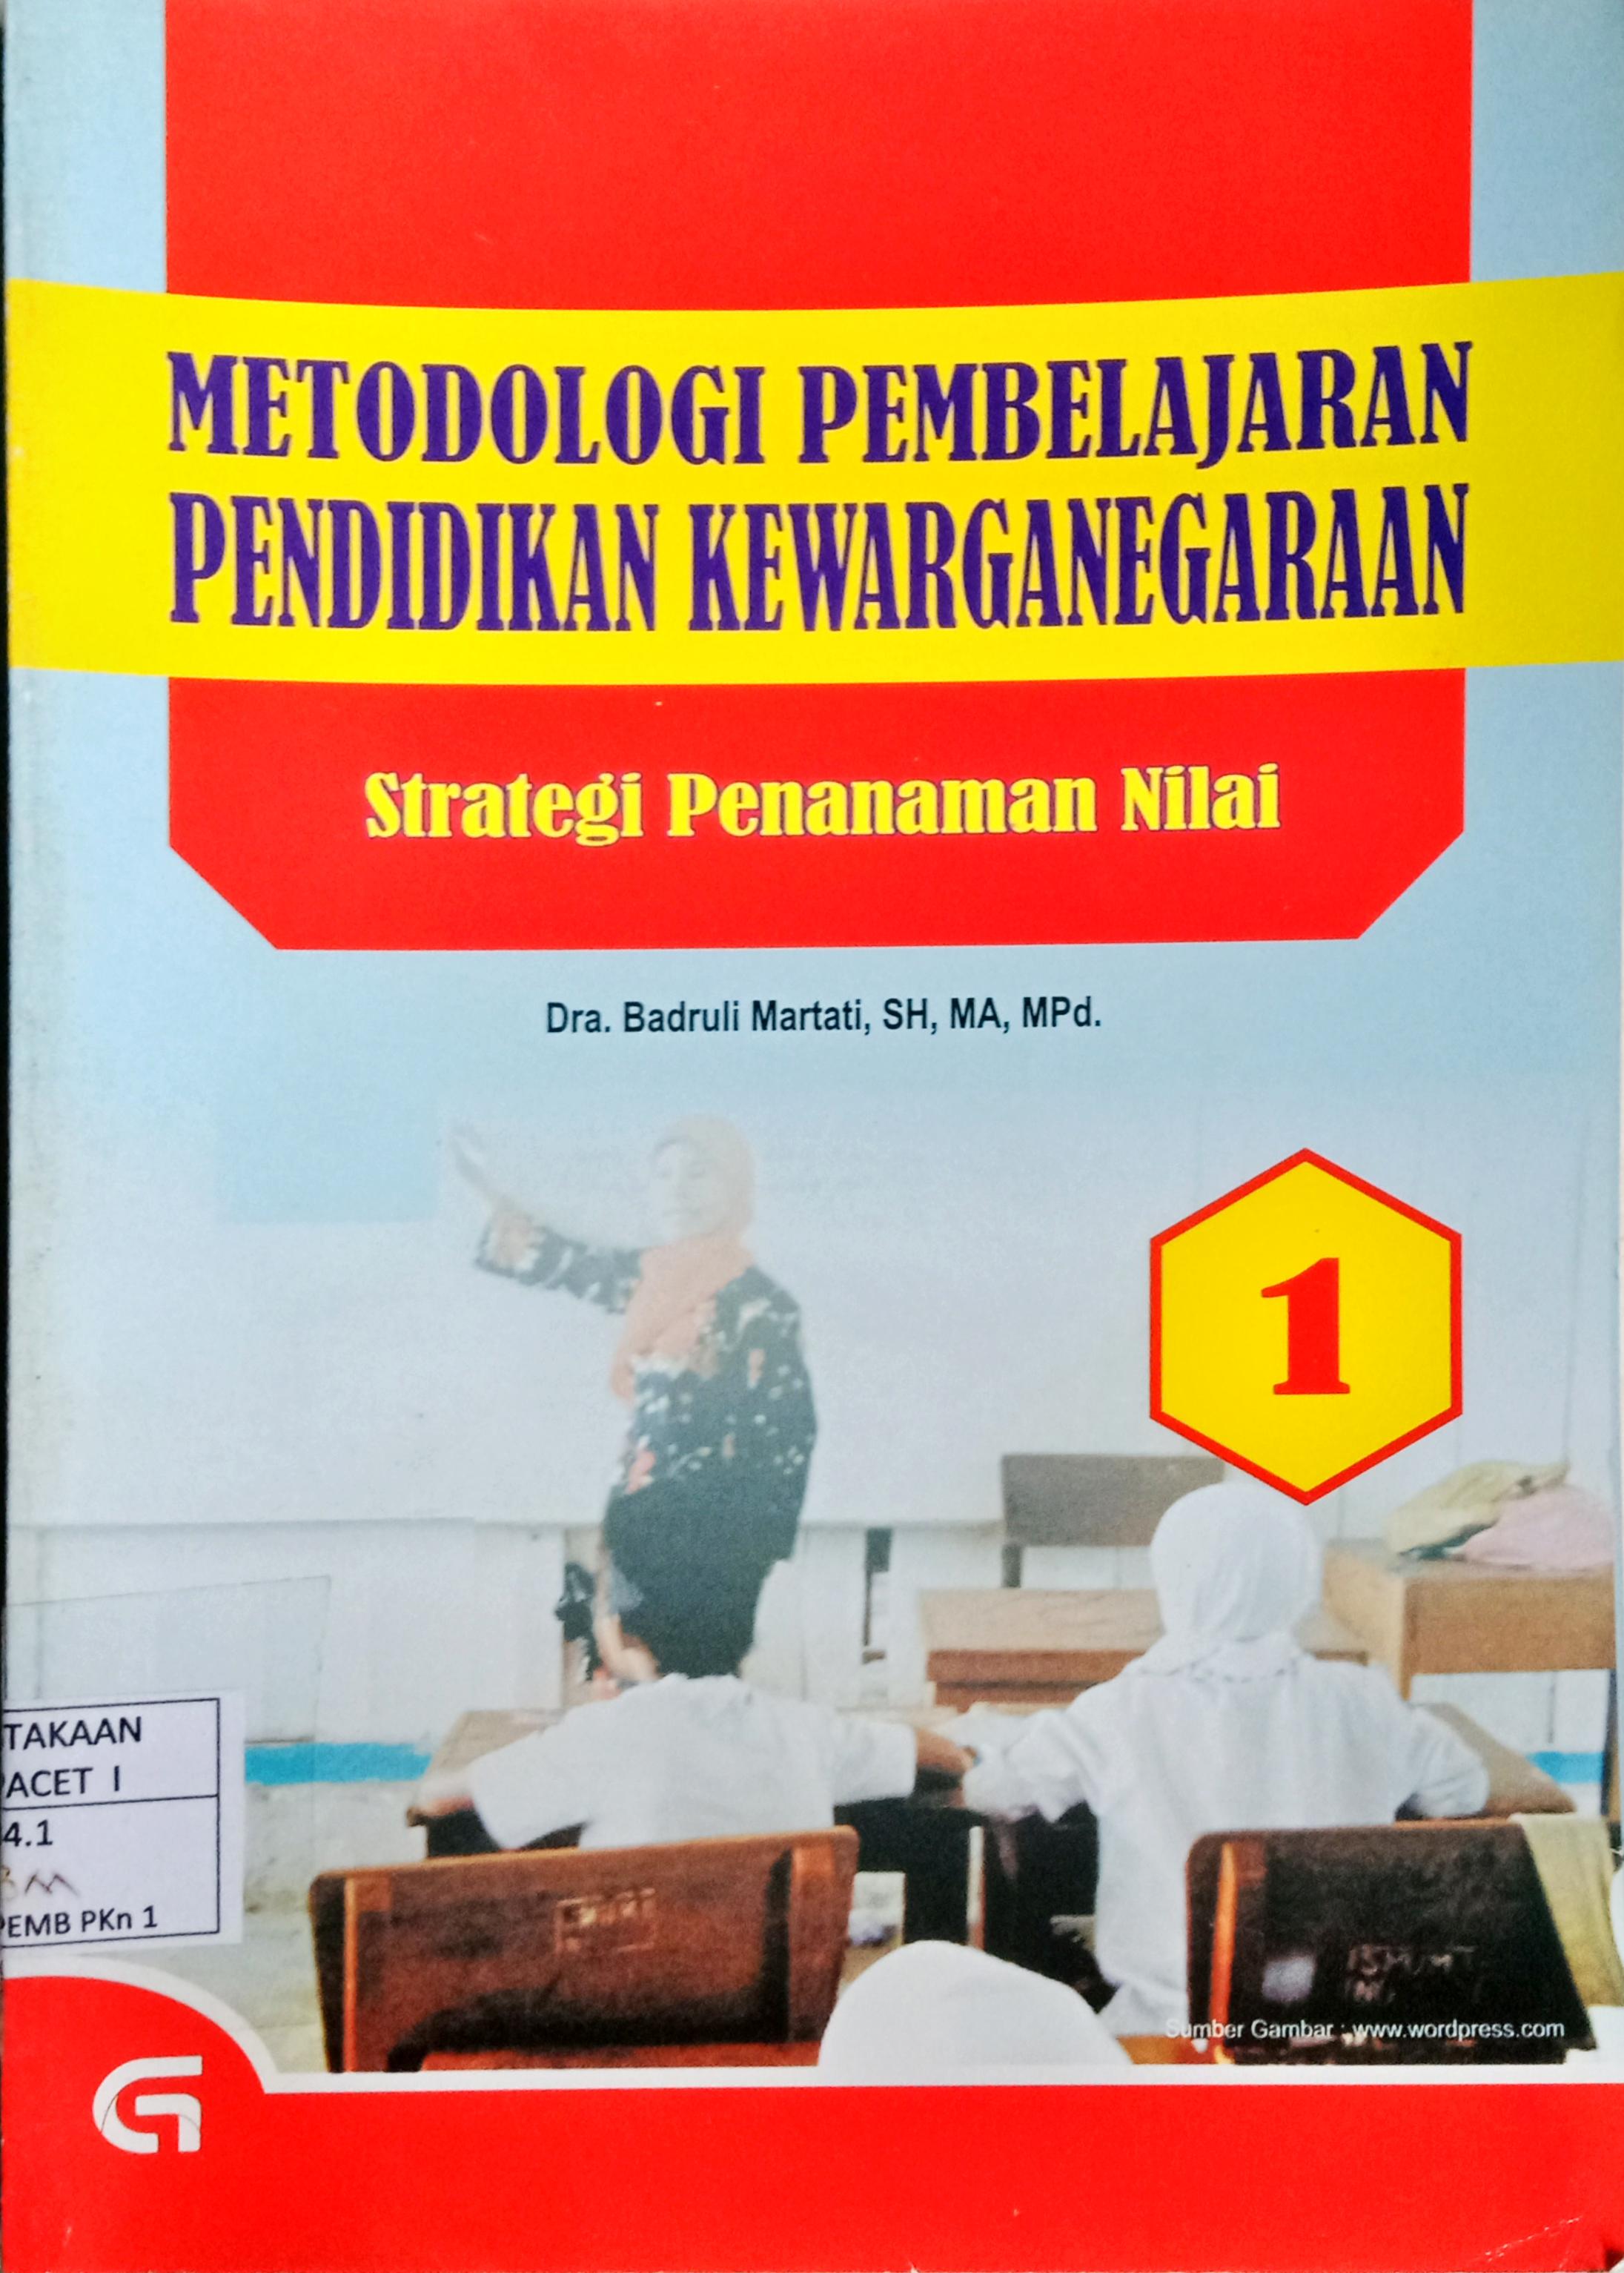 METODOLOGI PEMBELAJARAN
PENDIDIKAN KEWARGANEGARAAN
Strategi Penanaman Nilai
Dra. Badruli Martati, SH, MA, MPd.
1
TAKAAN
ACET I
4.1
EMB PKn 1
Sumber Gambar : www.wordpress.com
G